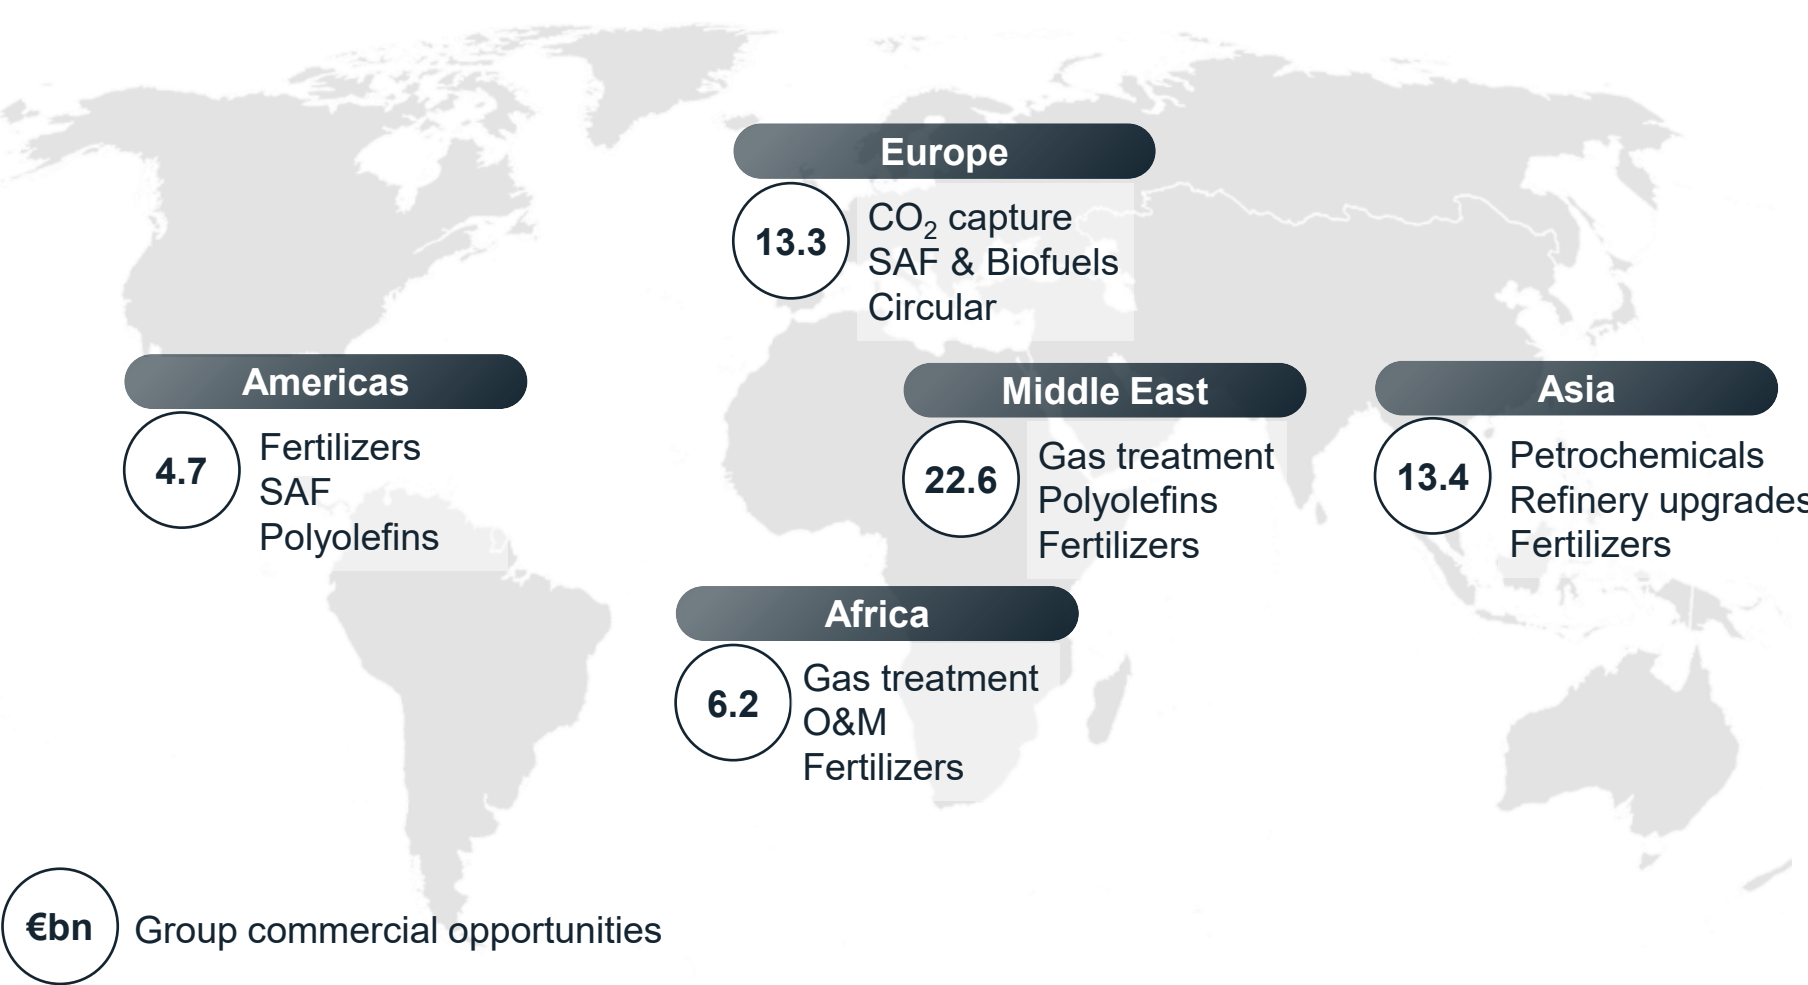 Europe
13.3
CO₂ capture
SAF & Biofuels
Circular
Americas
4.7
Fertilizers
SAF
Polyolefins
Middle East
22.6
Gas treatment
Polyolefins
Fertilizers
Asia
13.4
Petrochemicals
Refinery upgrades
Fertilizers
Africa
6.2
Gas treatment
O&M
Fertilizers
€bn
Group commercial opportunities